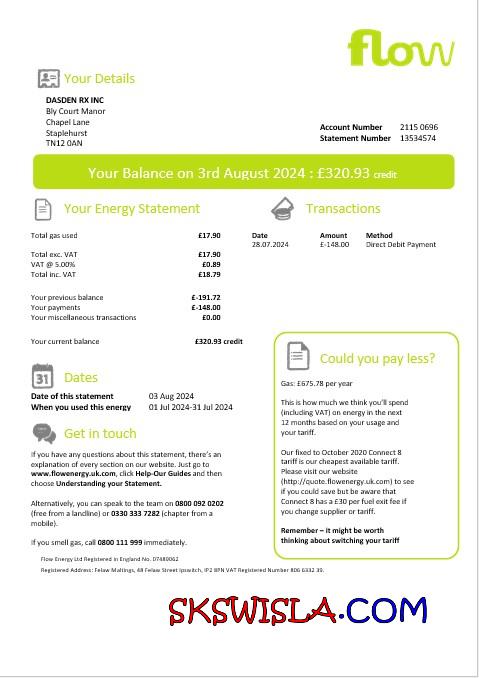 flow
Your Details
DASDEN RX INC
Bly Court Manor
Chapel Lane
Staplehurst
TN12 0AN
Account Number 2115 0696
Statement Number 13534574
Your Balance on 3rd August 2024 : £320.93 credit
Your Energy Statement
Total gas used £17.90
Total exc. VAT £17.90
VAT @ 5.00% £0.89
Total inc. VAT £18.79
Your previous balance £-191.72
Your payments £-148.00
Your miscellaneous transactions £0.00
Your current balance £320.93 credit
Transactions
Date Amount Method
28.07.2024 £-148.00 Direct Debit Payment
31
Dates
Date of this statement 03 Aug 2024
When you used this energy 01 Jul 2024-31 Jul 2024
Get in touch
If you have any questions about this statement, there's an
explanation of every section on our website. Just go to
www.flowenergy.uk.com, click Help-Our Guides and then
choose Understanding your Statement.
Alternatively, you can speak to the team on 0800 092 0202
(free from a landline) or 0330 333 7282 (chapter from a
mobile).
If you smell gas, call 0800 111 999 immediately.
Could you pay less?
Gas: £675.78 per year
This is how much we think you'll spend
(including VAT) on energy in the next
12 months based on your usage and
your tariff.
Our fixed to October 2020 Connect 8
tariff is our cheapest available tariff.
Please visit our website
(http://quote.flowenergy.uk.com) to see
if you could save but be aware that
Connect 8 has a £30 per fuel exit fee if
you change supplier or tariff.
Remember – it might be worth
thinking about switching your tariff
Flow Energy Ltd Registered in England No. 07489062
Registered Address: Felaw Maltings, 48 Felaw Street Ipswitch, IP2 8PN VAT Registered Number 806 6332 39.
SKSWISLA.COM